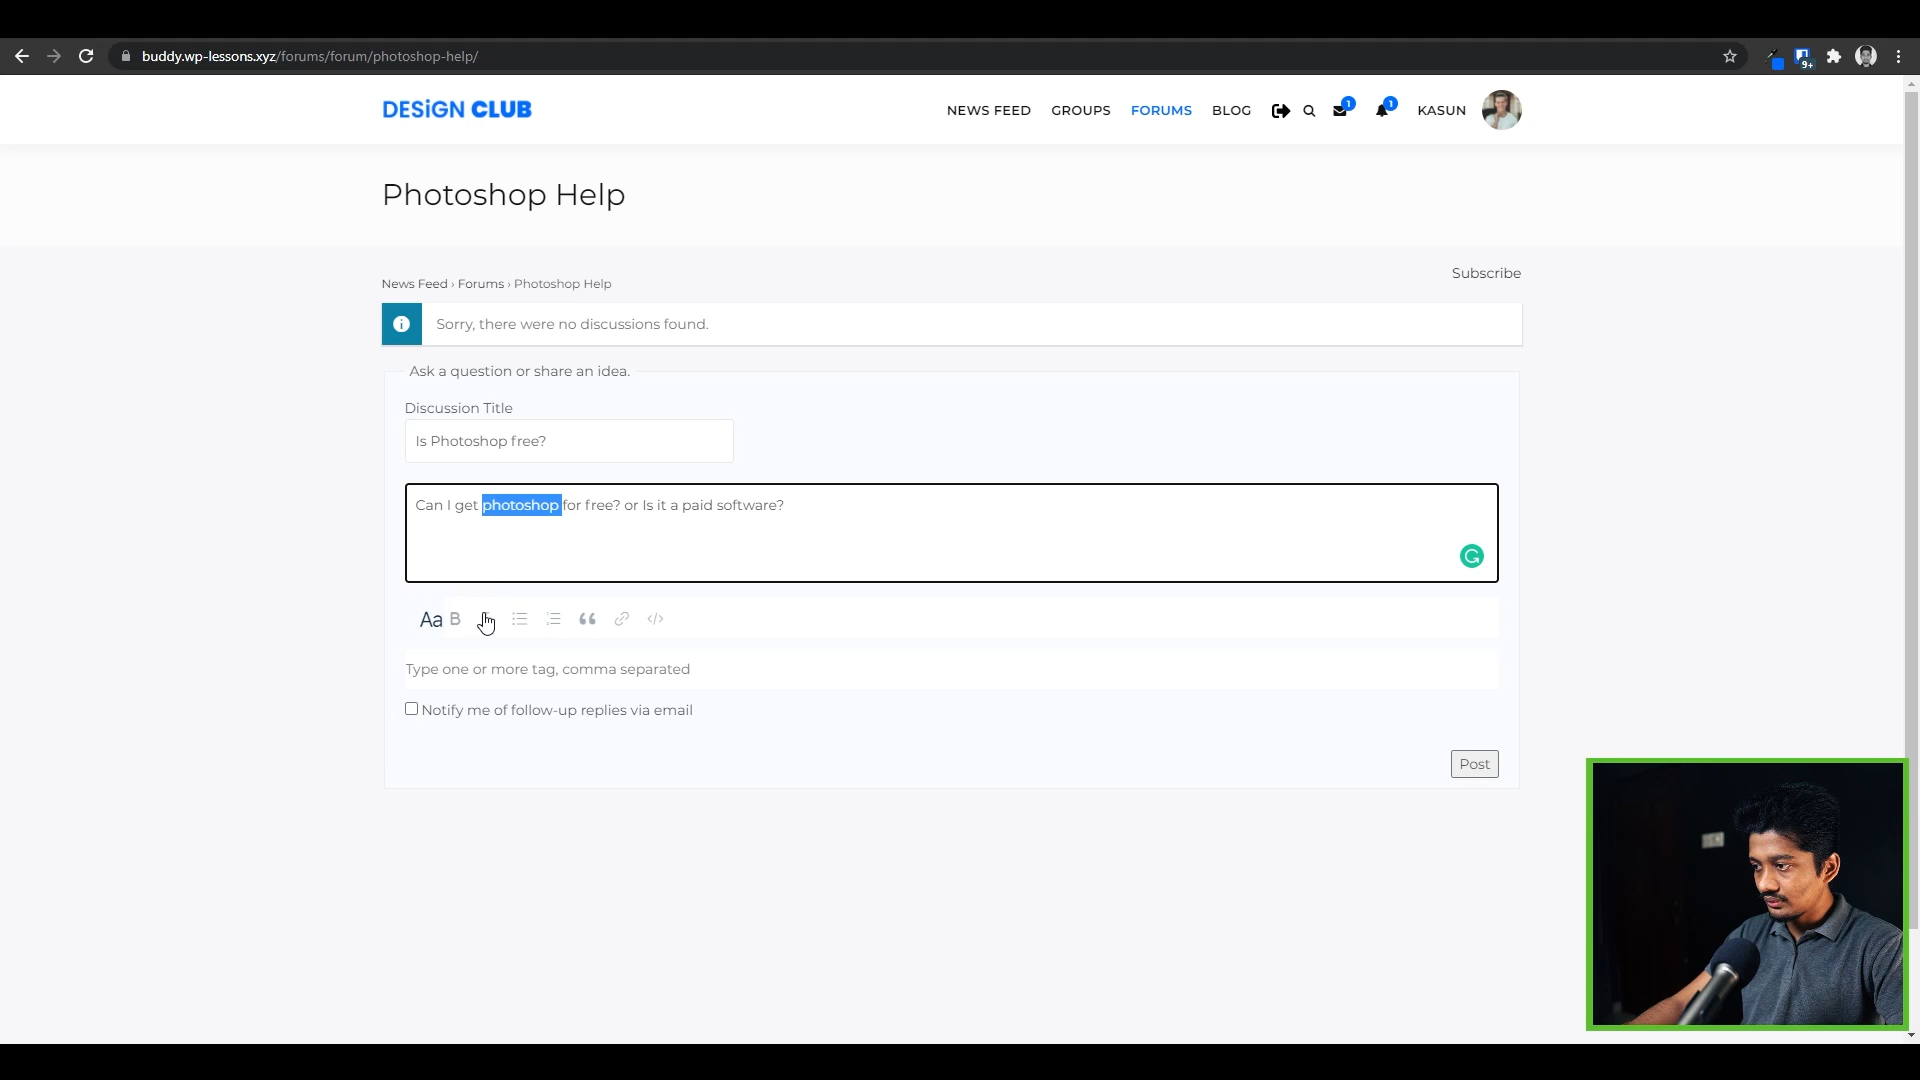 buddy.wp-lessons.xyz/forums/forum/photoshop-help/
9+
DESiGN CLUB
NEWS FEED GROUPS FORUMS BLOG 1 1 KASUN
Photoshop Help
Subscribe
News Feed › Forums › Photoshop Help
Sorry, there were no discussions found.
Ask a question or share an idea.
Discussion Title
Is Photoshop free?
Can I get photoshop for free? or Is it a paid software?
Aa B
Type one or more tag, comma separated
Notify me of follow-up replies via email
Post